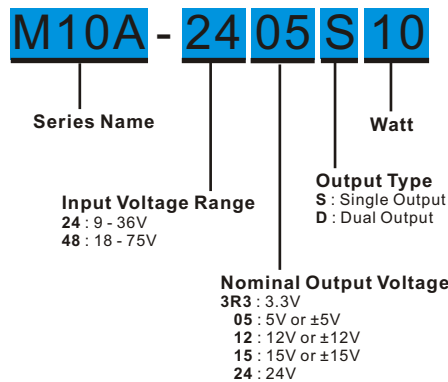 M10A - 24 05 S 10
Series Name
Watt
Output Type
S : Single Output
D : Dual Output
Input Voltage Range
24 : 9 - 36V
48 : 18 - 75V
Nominal Output Voltage
3R3 : 3.3V
05 : 5V or ±5V
12 : 12V or ±12V
15 : 15V or ±15V
24 : 24V